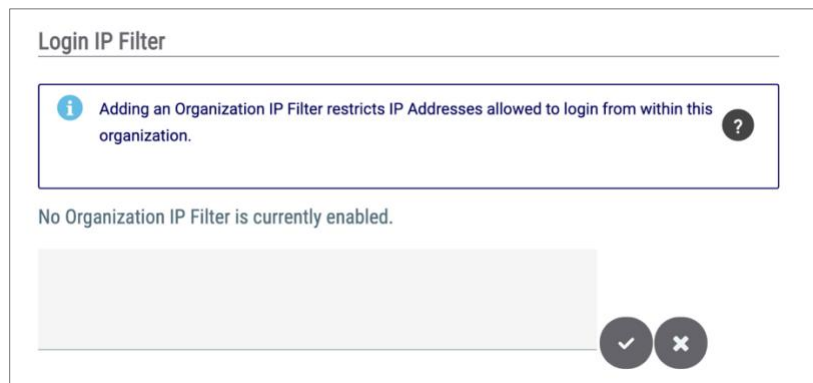 Login IP Filter
Adding an Organization IP Filter restricts IP Addresses allowed to login from within this
organization.
?
No Organization IP Filter is currently enabled.